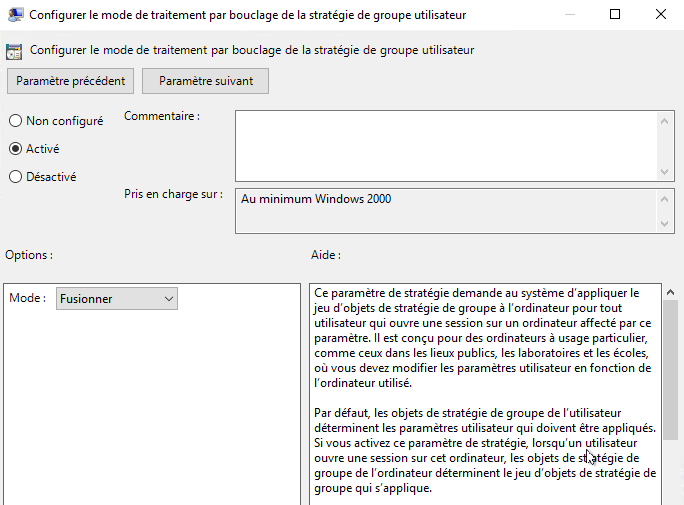 Configurer le mode de traitement par bouclage de la stratégie de groupe utilisateur
Configurer le mode de traitement par bouclage de la stratégie de groupe utilisateur
Paramètre précédent
Paramètre suivant
Non configuré
Commentaire :
Activé
Désactivé
Pris en charge sur :
Au minimum Windows 2000
Options :
Aide :
Mode :
Fusionner
Ce paramètre de stratégie demande au système d’appliquer le
jeu d’objets de stratégie de groupe à l’ordinateur pour tout
utilisateur qui ouvre une session sur un ordinateur affecté par ce
paramètre. Il est conçu pour des ordinateurs à usage particulier,
comme ceux dans les lieux publics, les laboratoires et les écoles,
où vous devez modifier les paramètres utilisateur en fonction de
l’ordinateur utilisé.
Par défaut, les objets de stratégie de groupe de l’utilisateur
déterminent les paramètres utilisateur qui doivent être appliqués.
Si vous activez ce paramètre de stratégie, lorsqu’un utilisateur
ouvre une session sur cet ordinateur, les objets de stratégie de
groupe de l’ordinateur déterminent le jeu d’objets de stratégie de
groupe qui s’applique.